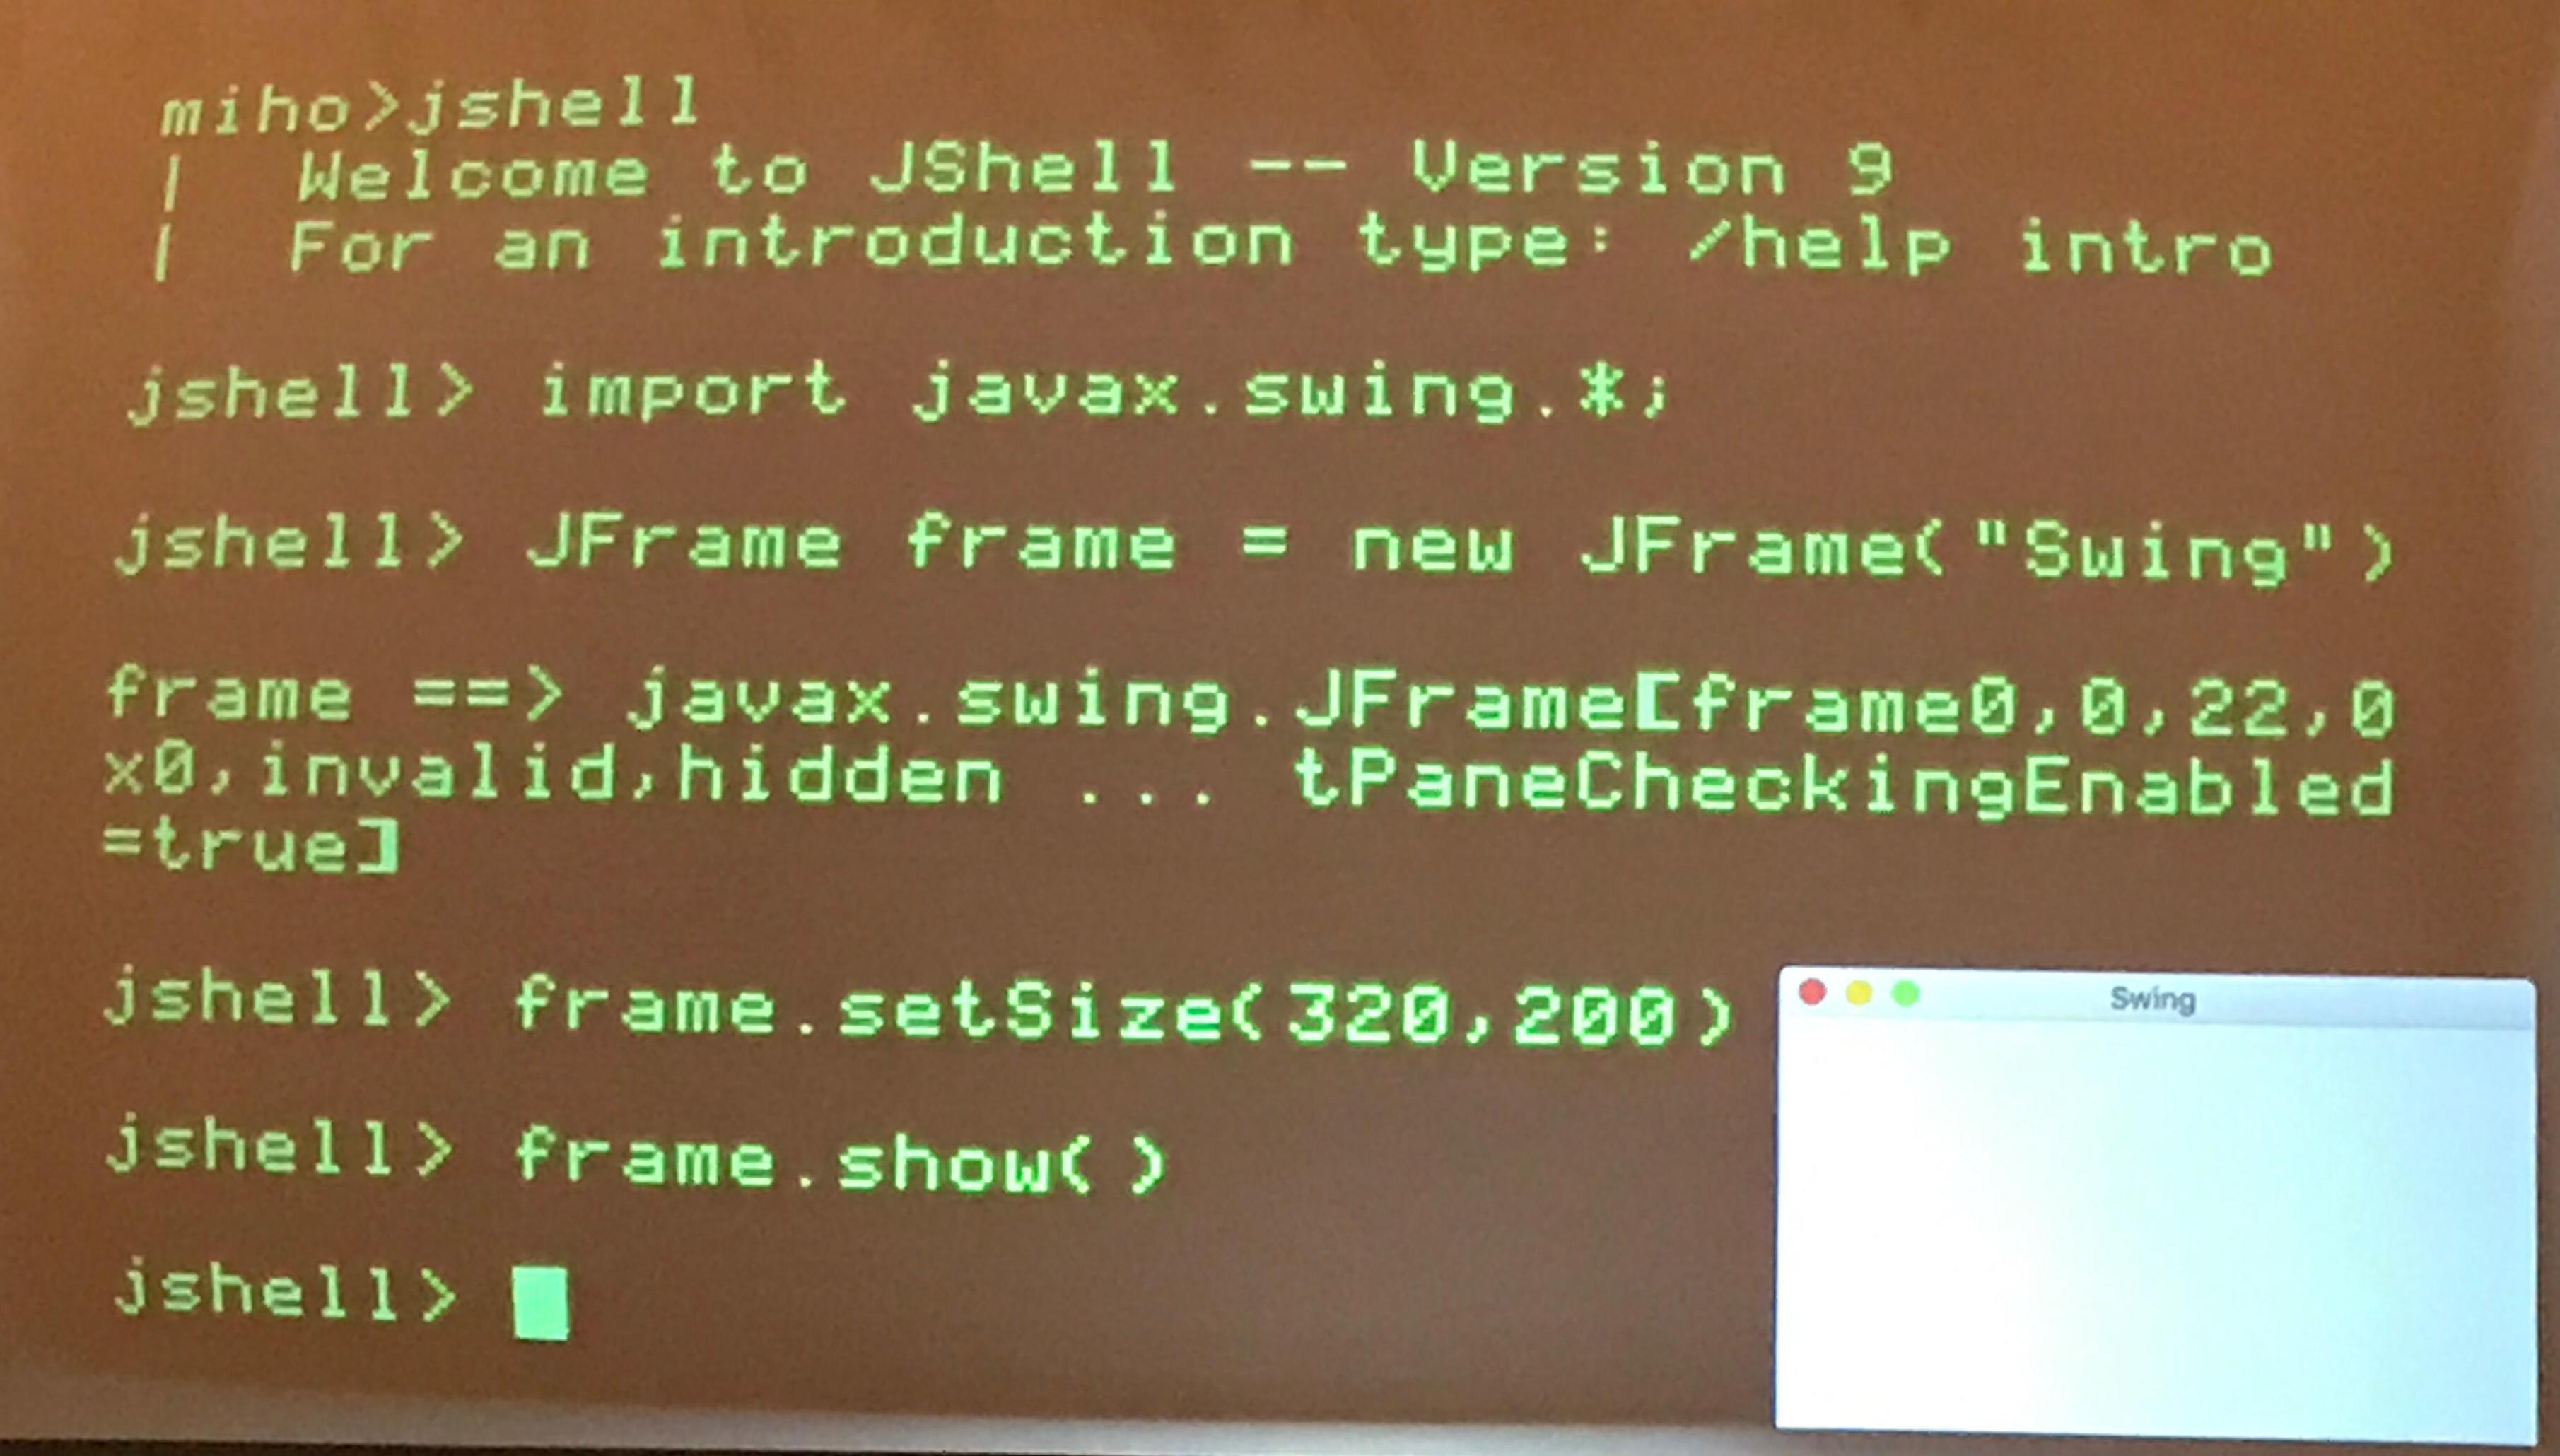 miho>jshell
|  Welcome to JShell -- Version 9
|  For an introduction type: /help intro
jshell> import javax.swing.*;
jshell> JFrame frame = new JFrame("Swing")
frame ==> javax.swing.JFrame[frame0,0,22,0
x0,invalid,hidden ... tPaneCheckingEnabled
=true]
jshell> frame.setSize(320,200)
Swing
jshell> frame.show()
jshell>